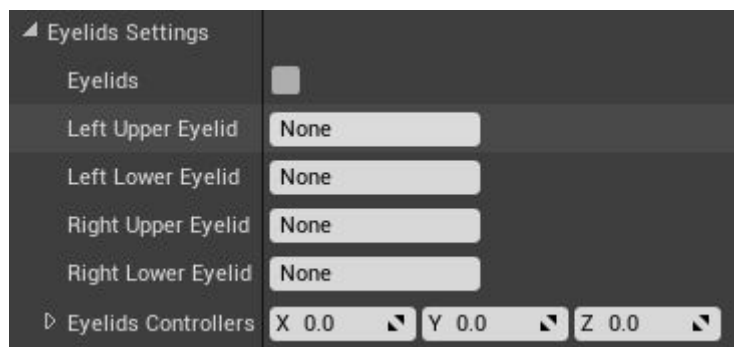 Eyelids Settings
Eyelids
Left Upper Eyelid None
Left Lower Eyelid None
Right Upper Eyelid None
Right Lower Eyelid None
Eyelids Controllers X 0.0 Y 0.0 Z 0.0